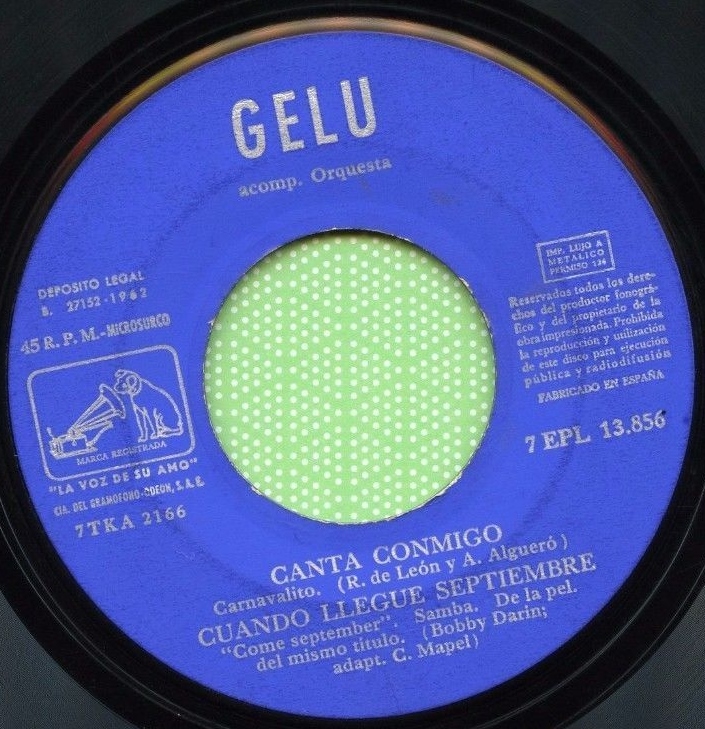 GELU
acomp. Orquesta
DEPOSITO LEGAL
B. 27152-1962
45 R. P. M.-MICROSURCO
MARCA REGISTRADA
"LA VOZ DE SU AMO"
CIA. DEL GRAMOFONO-ODEON, S.A.E.
7TKA 2166
IMP. LUJO A
METALICO
PERMISO 134
Reservados todos los dere-
chos del productor fonográ-
fico y del propietario de la
obra impresionada. Prohibida
la reproducción y utilización
de este disco para ejecución
pública y radiodifusión
FABRICADO EN ESPAÑA
7 EPL 13.856
CANTA CONMIGO
Carnavalito. (R. de León y A. Algueró)
CUANDO LLEGUE SEPTIEMBRE
"Come september". Samba. De la pel.
del mismo título. (Bobby Darin;
adapt. C. Mapel)